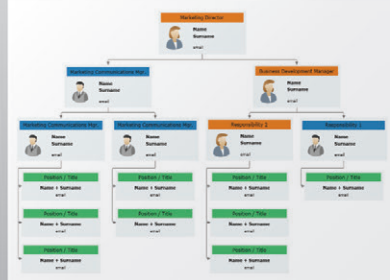 Marketing Director
Name
Surname
email
Marketing Communications Mgr.
Name
Surname
email
Business Development Manager
Name
Surname
email
Marketing Communications Mgr.
Name
Surname
email
Marketing Communications Mgr.
Name
Surname
email
Responsibility 2
Name
Surname
email
Responsibility 1
Name
Surname
email
Position / Title
Name + Surname
email
Position / Title
Name + Surname
email
Position / Title
Name + Surname
email
Position / Title
Name + Surname
email
Position / Title
Name + Surname
email
Position / Title
Name + Surname
email
Position / Title
Name + Surname
email
Position / Title
Name + Surname
email
Position / Title
Name + Surname
email